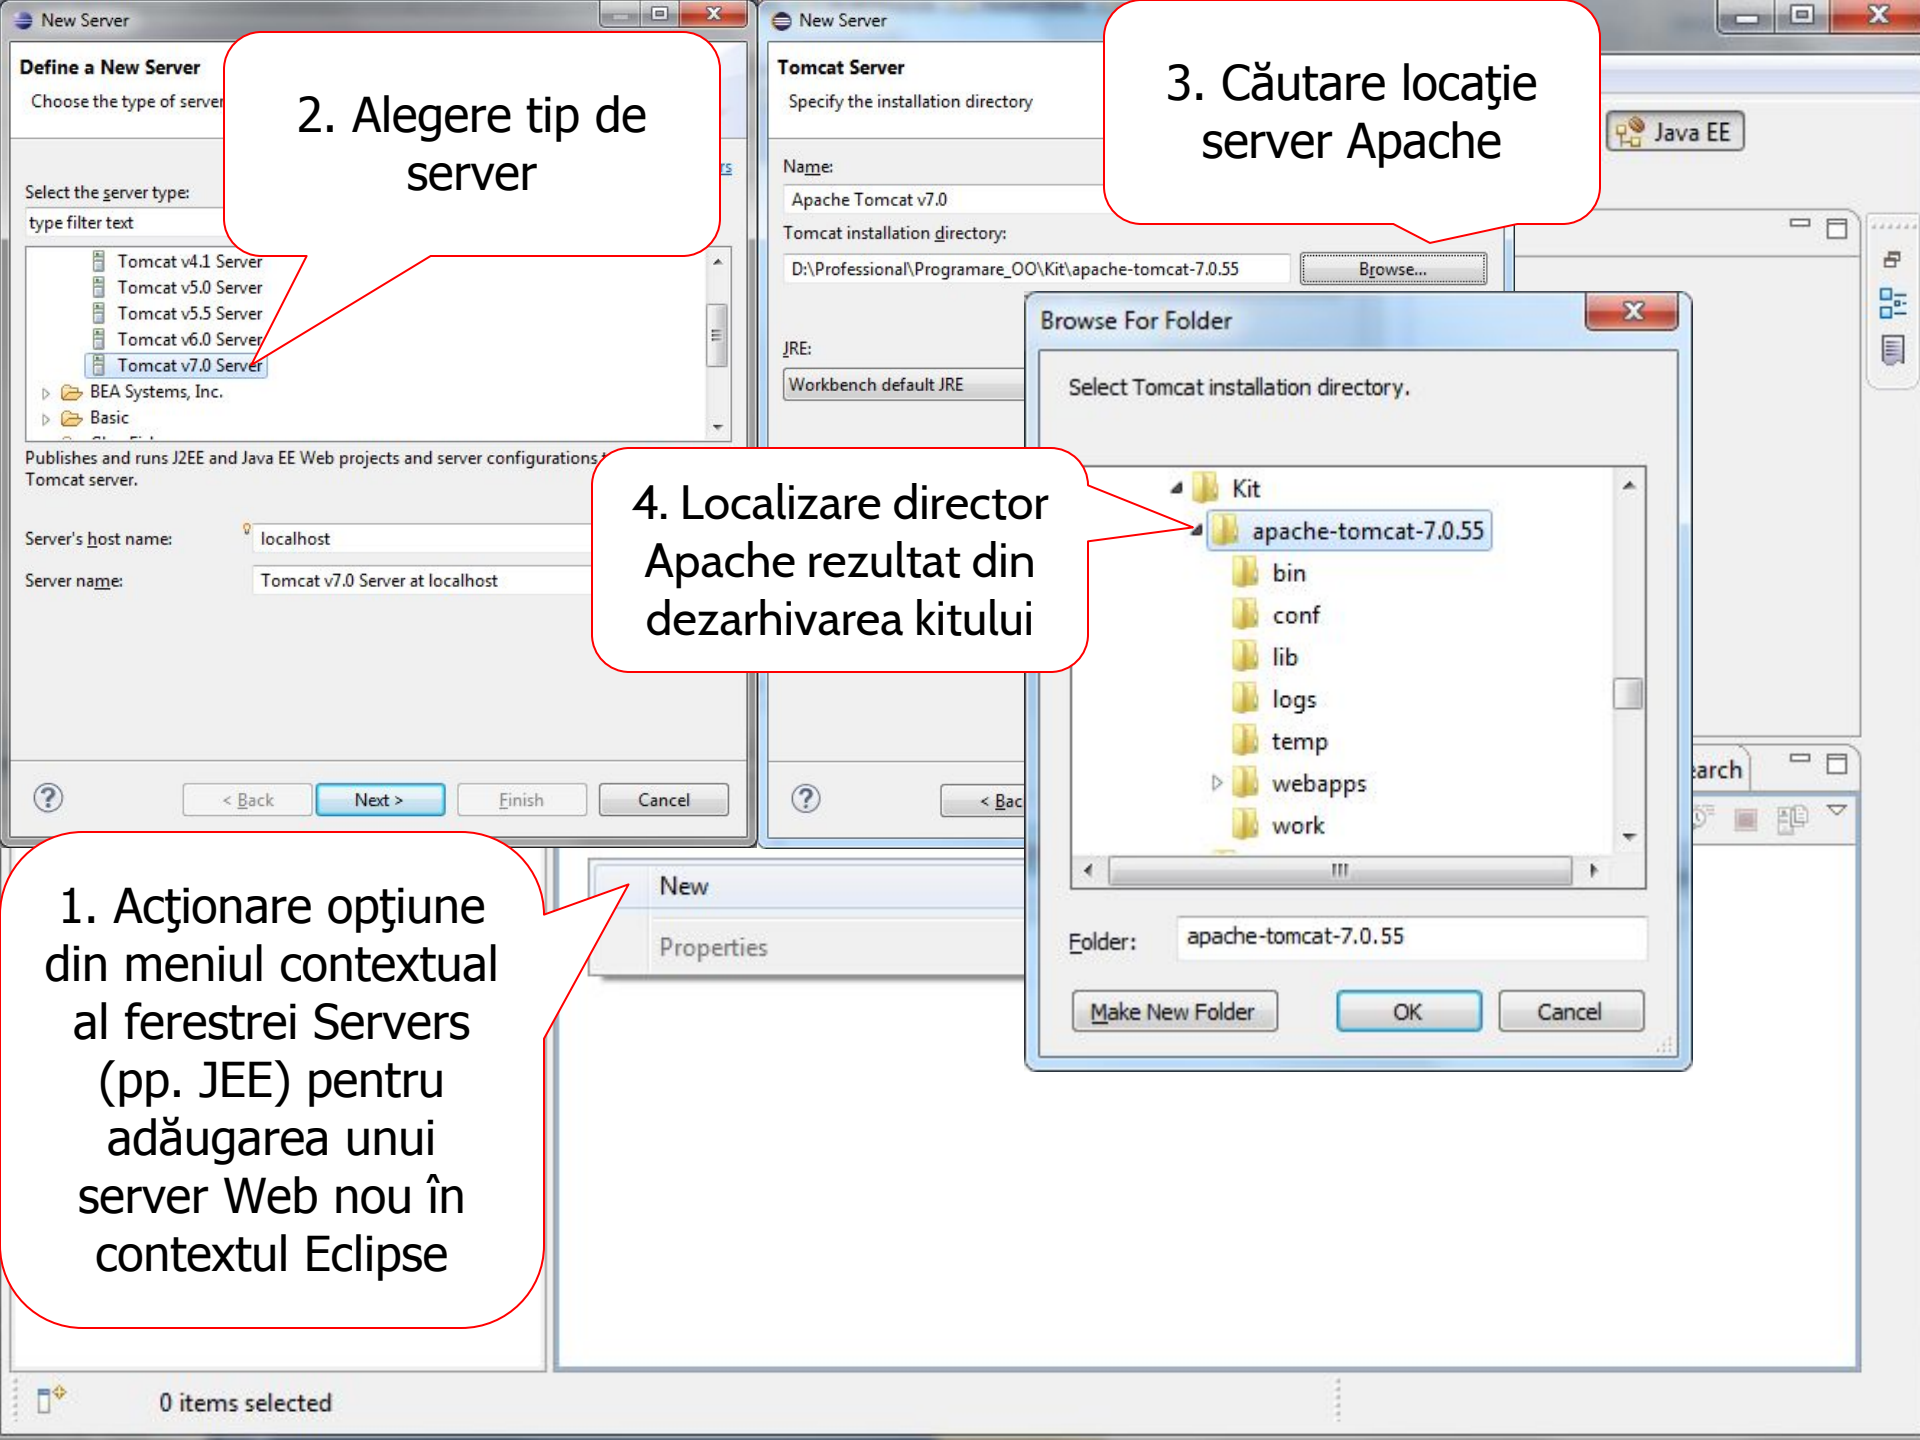 New Server
Define a New Server
Choose the type of server
2. Alegere tip de
server
Select the server type:
type filter text
Tomcat v4.1 Server
Tomcat v5.0 Server
Tomcat v5.5 Server
Tomcat v6.0 Server
Tomcat v7.0 Server
BEA Systems, Inc.
Basic
Publishes and runs J2EE and Java EE Web projects and server configurations
Tomcat server.
Server's host name:
localhost
Server name:
Tomcat v7.0 Server at localhost
< Back
Next >
Finish
Cancel
New Server
Tomcat Server
Specify the installation directory
3. Căutare locaţie
server Apache
Java EE
Name:
Apache Tomcat v7.0
Tomcat installation directory:
D:\Professional\Programare_OO\Kit\apache-tomcat-7.0.55
Browse...
JRE:
Workbench default JRE
Browse For Folder
Select Tomcat installation directory.
4. Localizare director
Apache rezultat din
dezarhivarea kitului
Kit
apache-tomcat-7.0.55
bin
conf
lib
logs
temp
webapps
work
Folder:
apache-tomcat-7.0.55
Make New Folder
OK
Cancel
1. Acţionare opţiune
din meniul contextual
al ferestrei Servers
(pp. JEE) pentru
adăugarea unui
server Web nou în
contextul Eclipse
New
Properties
0 items selected